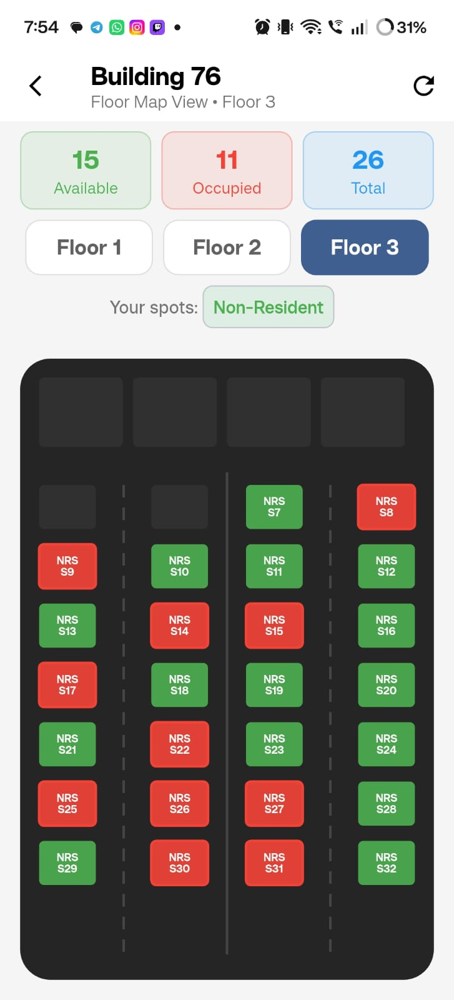 7:54
31%
Building 76
Floor Map View • Floor 3
15
Available
11
Occupied
26
Total
Floor 1
Floor 2
Floor 3
Your spots: Non-Resident
NRS
S7
NRS
S8
NRS
S9
NRS
S10
NRS
S11
NRS
S12
NRS
S13
NRS
S14
NRS
S15
NRS
S16
NRS
S17
NRS
S18
NRS
S19
NRS
S20
NRS
S21
NRS
S22
NRS
S23
NRS
S24
NRS
S25
NRS
S26
NRS
S27
NRS
S28
NRS
S29
NRS
S30
NRS
S31
NRS
S32